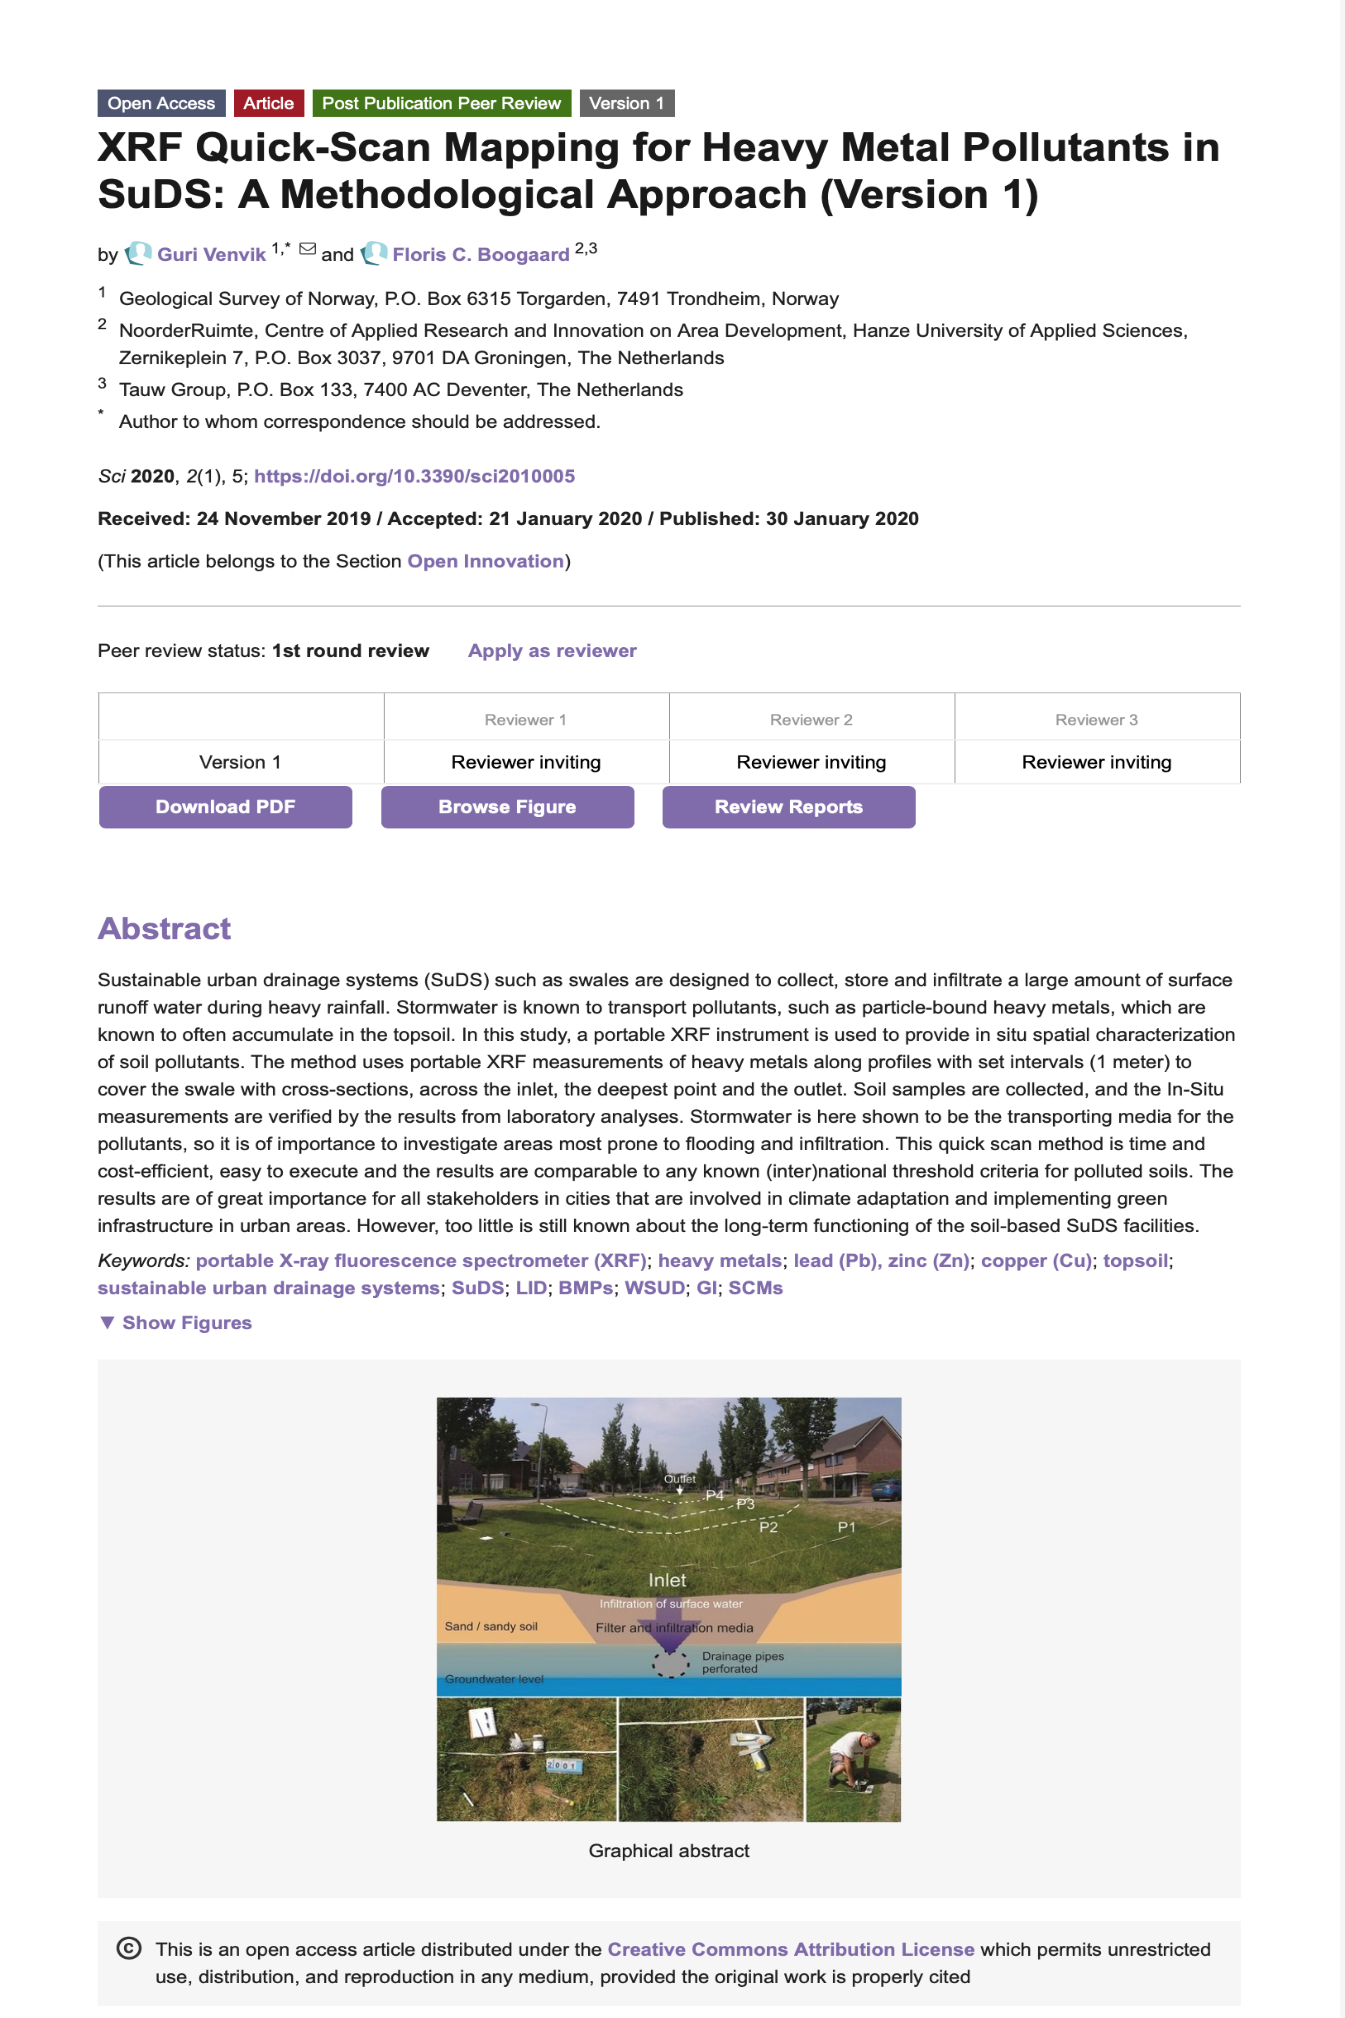 Open Access Article Post Publication Peer Review Version 1
XRF Quick-Scan Mapping for Heavy Metal Pollutants in
SuDS: A Methodological Approach (Version 1)
by Guri Venvik 1,* and Floris C. Boogaard 2,3
1 Geological Survey of Norway, P.O. Box 6315 Torgarden, 7491 Trondheim, Norway
2 NoorderRuimte, Centre of Applied Research and Innovation on Area Development, Hanze University of Applied Sciences,
Zernikeplein 7, P.O. Box 3037, 9701 DA Groningen, The Netherlands
3 Tauw Group, P.O. Box 133, 7400 AC Deventer, The Netherlands
* Author to whom correspondence should be addressed.
Sci 2020, 2(1), 5; https://doi.org/10.3390/sci2010005
Received: 24 November 2019 / Accepted: 21 January 2020 / Published: 30 January 2020
(This article belongs to the Section Open Innovation)
Peer review status: 1st round review Apply as reviewer
Reviewer 1 Reviewer 2 Reviewer 3
Version 1 Reviewer inviting Reviewer inviting Reviewer inviting
Download PDF Browse Figure Review Reports
Abstract
Sustainable urban drainage systems (SuDS) such as swales are designed to collect, store and infiltrate a large amount of surface
runoff water during heavy rainfall. Stormwater is known to transport pollutants, such as particle-bound heavy metals, which are
known to often accumulate in the topsoil. In this study, a portable XRF instrument is used to provide in situ spatial characterization
of soil pollutants. The method uses portable XRF measurements of heavy metals along profiles with set intervals (1 meter) to
cover the swale with cross-sections, across the inlet, the deepest point and the outlet. Soil samples are collected, and the In-Situ
measurements are verified by the results from laboratory analyses. Stormwater is here shown to be the transporting media for the
pollutants, so it is of importance to investigate areas most prone to flooding and infiltration. This quick scan method is time and
cost-efficient, easy to execute and the results are comparable to any known (inter)national threshold criteria for polluted soils. The
results are of great importance for all stakeholders in cities that are involved in climate adaptation and implementing green
infrastructure in urban areas. However, too little is still known about the long-term functioning of the soil-based SuDS facilities.
Keywords: portable X-ray fluorescence spectrometer (XRF); heavy metals; lead (Pb), zinc (Zn); copper (Cu); topsoil;
sustainable urban drainage systems; SuDS; LID; BMPs; WSUD; GI; SCMs
▼ Show Figures
Outlet
P4
P3
P2 P1
Inlet
Infiltration of surface water
Sand / sandy soil Filter and infiltration media
Drainage pipes
perforated
Groundwater level
2001
Graphical abstract
© This is an open access article distributed under the Creative Commons Attribution License which permits unrestricted
use, distribution, and reproduction in any medium, provided the original work is properly cited